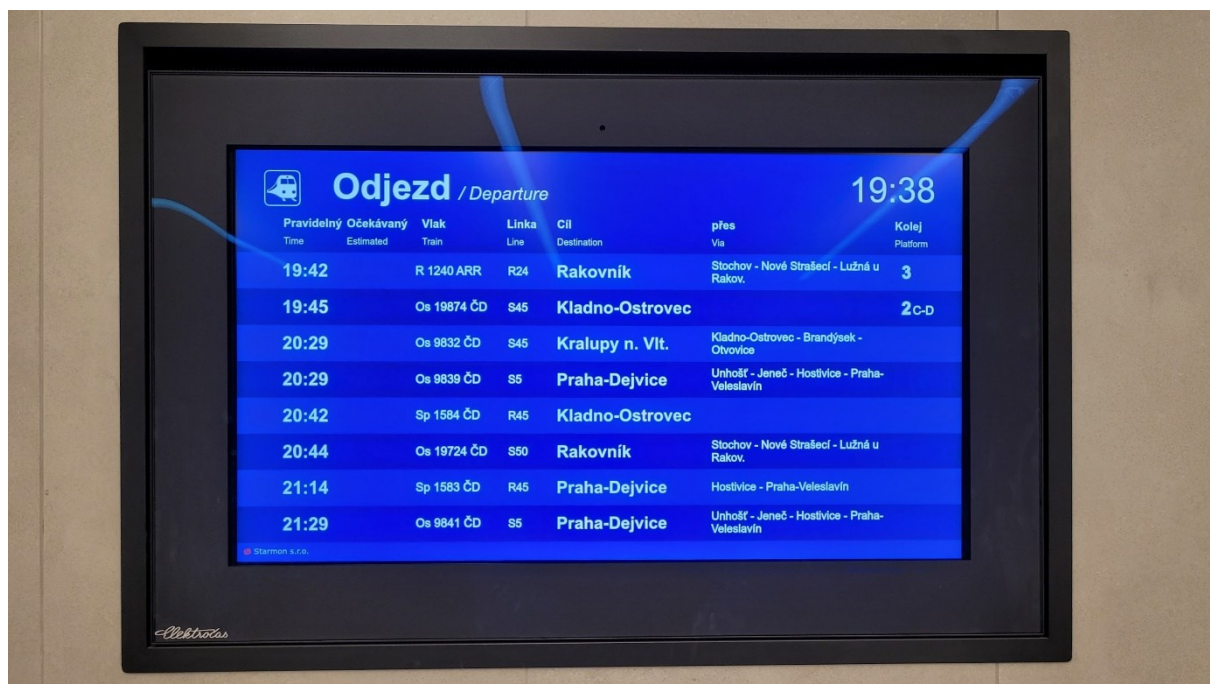 Odjezd / Departure 19:38
Pravidelný Očekávaný Vlak Linka Cíl přes Kolej
Time Estimated Train Line Destination Via Platform
19:42 R 1240 ARR R24 Rakovník Stochov - Nové Strašecí - Lužná u Rakov. 3
19:45 Os 19874 ČD S45 Kladno-Ostrovec 2 C-D
20:29 Os 9832 ČD S45 Kralupy n. Vlt. Kladno-Ostrovec - Brandýsek - Otvovice
20:29 Os 9839 ČD S5 Praha-Dejvice Unhošť - Jeneč - Hostivice - Praha-Veleslavín
20:42 Sp 1584 ČD R45 Kladno-Ostrovec
20:44 Os 19724 ČD S50 Rakovník Stochov - Nové Strašecí - Lužná u Rakov.
21:14 Sp 1583 ČD R45 Praha-Dejvice Hostivice - Praha-Veleslavín
21:29 Os 9841 ČD S5 Praha-Dejvice Unhošť - Jeneč - Hostivice - Praha-Veleslavín
Starmon s.r.o.
Elektročas